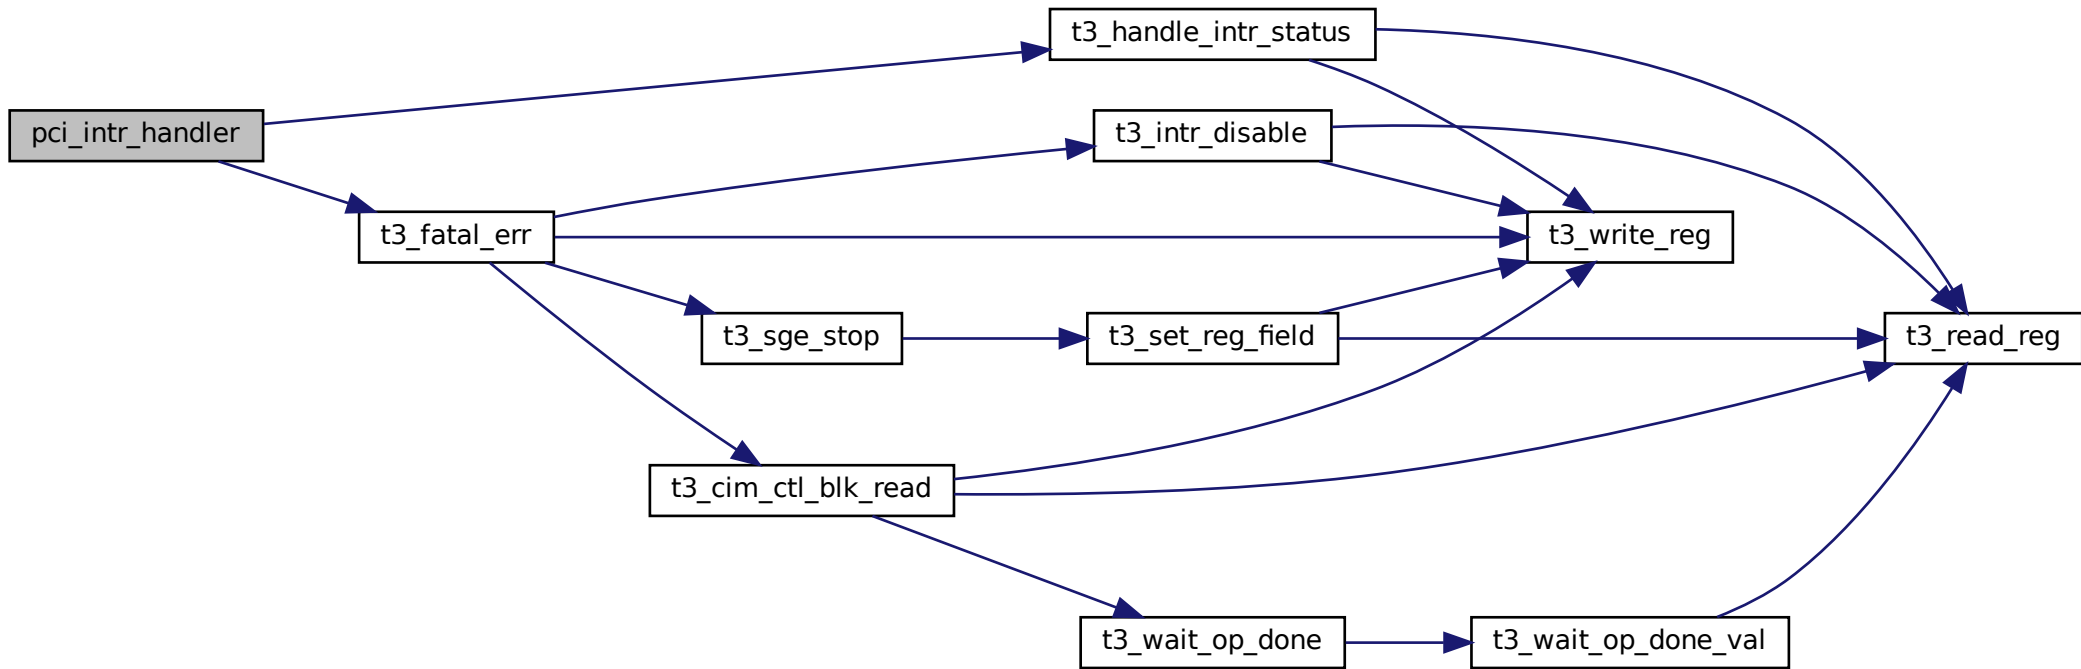 t3_handle_intr_status
pci_intr_handler
t3_intr_disable
t3_fatal_err
t3_write_reg
t3_sge_stop
t3_set_reg_field
t3_read_reg
t3_cim_ctl_blk_read
t3_wait_op_done
t3_wait_op_done_val